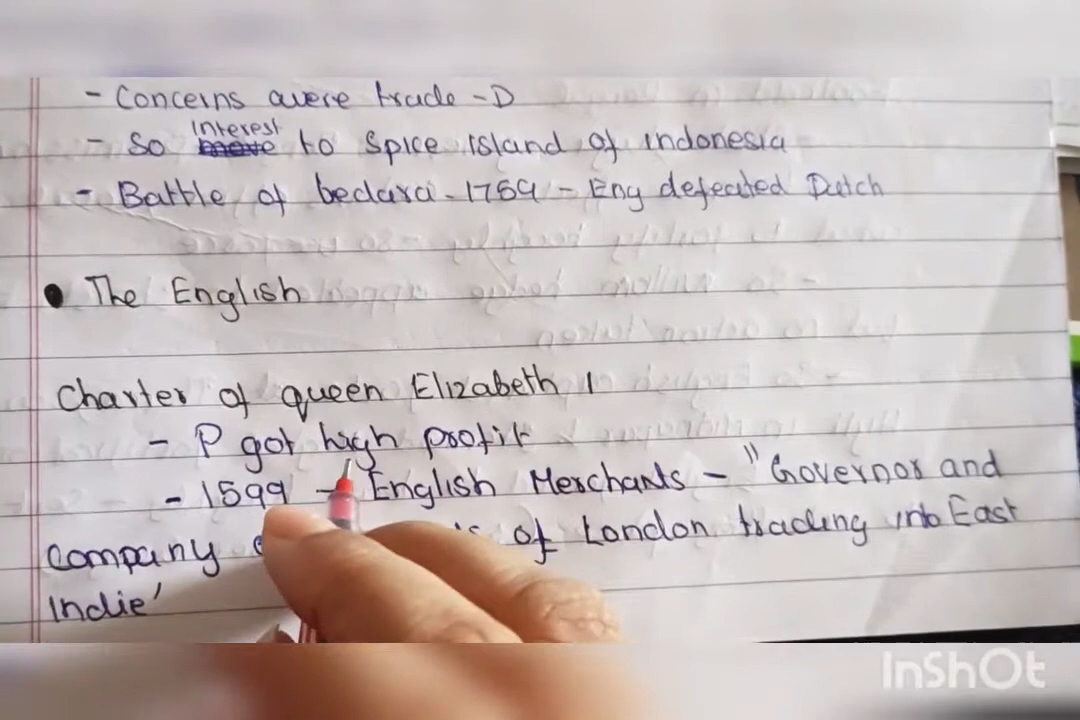 - Concerns were trade - D
- So interest to Spice island of indonesia
- Battle of bedara - 1759 - Eng defeated Dutch
• The English
Charter of queen Elizabeth I
- P got high profit
- 1599 - English Merchants - "Governor and
company of London trading into East
Indie'
InShOt